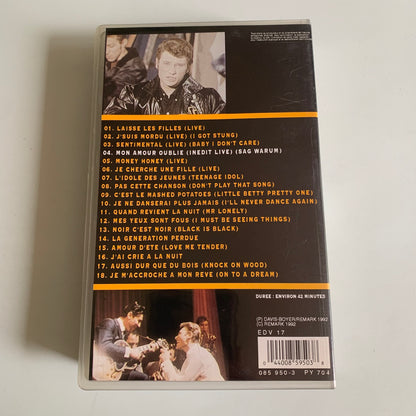 01. LAISSE LES FILLES (LIVE)
02. J'SUIS MORDU (LIVE) (I GOT STUNG)
03. SENTIMENTAL (LIVE) (BABY I DON'T CARE)
04. MON AMOUR OUBLIE (INEDIT LIVE) (SAG WARUM)
05. MONEY HONEY (LIVE)
06. JE CHERCHE UNE FILLE (LIVE)
07. L'IDOLE DES JEUNES (TEENAGE IDOL)
08. PAS CETTE CHANSON (DON'T PLAY THAT SONG)
09. C'EST LE MASHED POTATOES (LITTLE BETTY PRETTY ONE)
10. JE NE DANSERAI PLUS JAMAIS (I'LL NEVER DANCE AGAIN)
11. QUAND REVIENT LA NUIT (MR LONELY)
12. MES YEUX SONT FOUS (I MUST BE SEEING THINGS)
13. NOIR C'EST NOIR (BLACK IS BLACK)
14. LA GENERATION PERDUE
15. AMOUR D'ETE (LOVE ME TENDER)
16. J'AI CRIE A LA NUIT
17. AUSSI DUR QUE DU BOIS (KNOCK ON WOOD)
18. JE M'ACCROCHE A MON REVE (ON TO A DREAM)
DUREE : ENVIRON 42 MINUTES
(P) DAVIS-BOYER/REMARK 1992
(C) REMARK 1992
EDV 17
0 44008 59503 8
085 950-3 PY 704